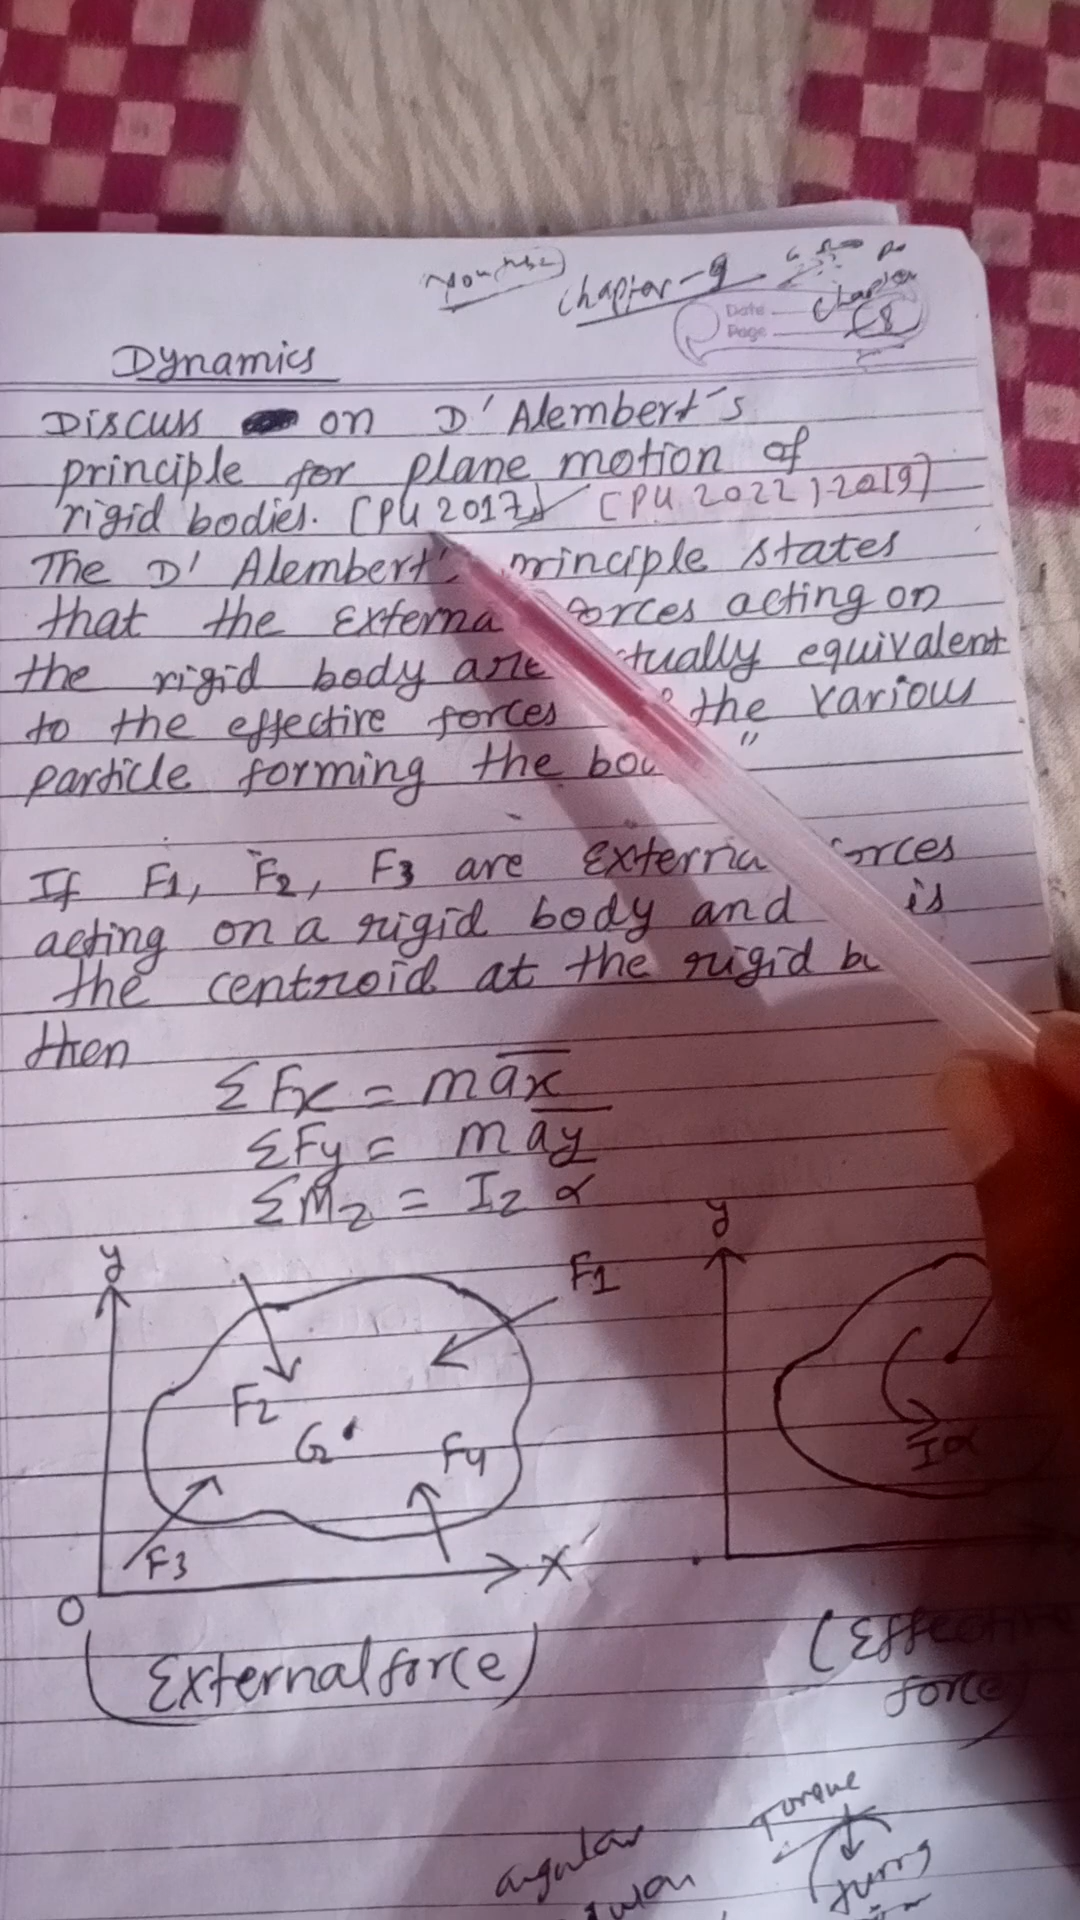 Chapter-9
Chapter
8
Date
Page
Dynamics
Discuss on D' Alembert's
principle for plane motion of
rigid bodies. [PU 2017] [PU 2022, 2019]
The D' Alembert' principle states
that the externa forces acting on
the rigid body are tually equivalent
to the effective forces the various
particle forming the bo "
If F1, F2, F3 are externa orces
acting on a rigid body and is
the centroid at the rigid b
then
ΣFx = m a̅x̅
ΣFy = m a̅y̅
ΣMz = Iz α
y
F1
F2
G
F4
F3
O
X
(External force)
y
Iα
(Effecti
force)
Torque
angular